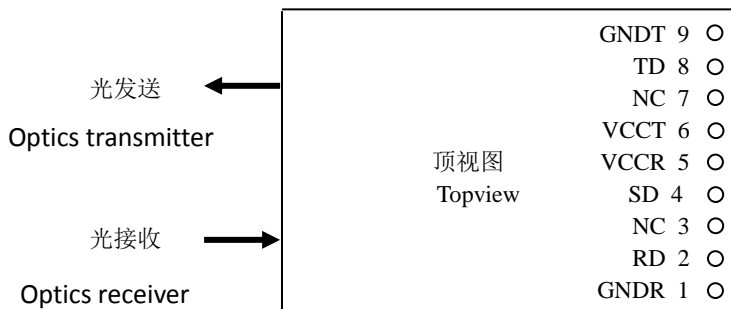 GNDT 9
TD 8
光发送
NC 7
Optics transmitter
VCCT 6
顶视图
VCCR 5
Topview
SD 4
NC 3
光接收
RD 2
Optics receiver
GNDR 1